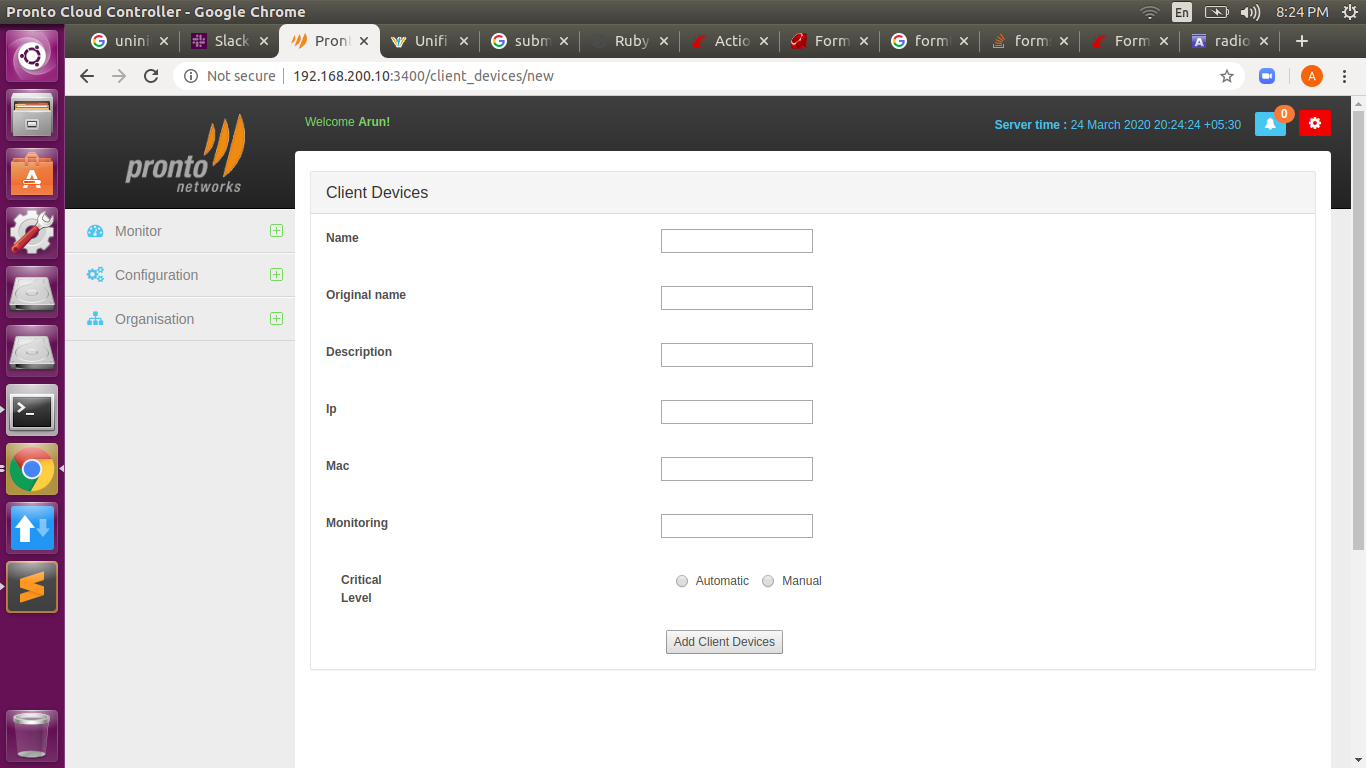 Pronto Cloud Controller - Google Chrome
En
8:24 PM
unini
Slack
Pront
Unifi
subm
Ruby
Actio
Form
form
form
Form
radio
Not secure
192.168.200.10:3400/client_devices/new
A
pronto
networks
Welcome Arun!
Server time : 24 March 2020 20:24:24 +05:30
0
Monitor
Configuration
Organisation
Client Devices
Name
Original name
Description
Ip
Mac
Monitoring
Critical
Level
Automatic
Manual
Add Client Devices